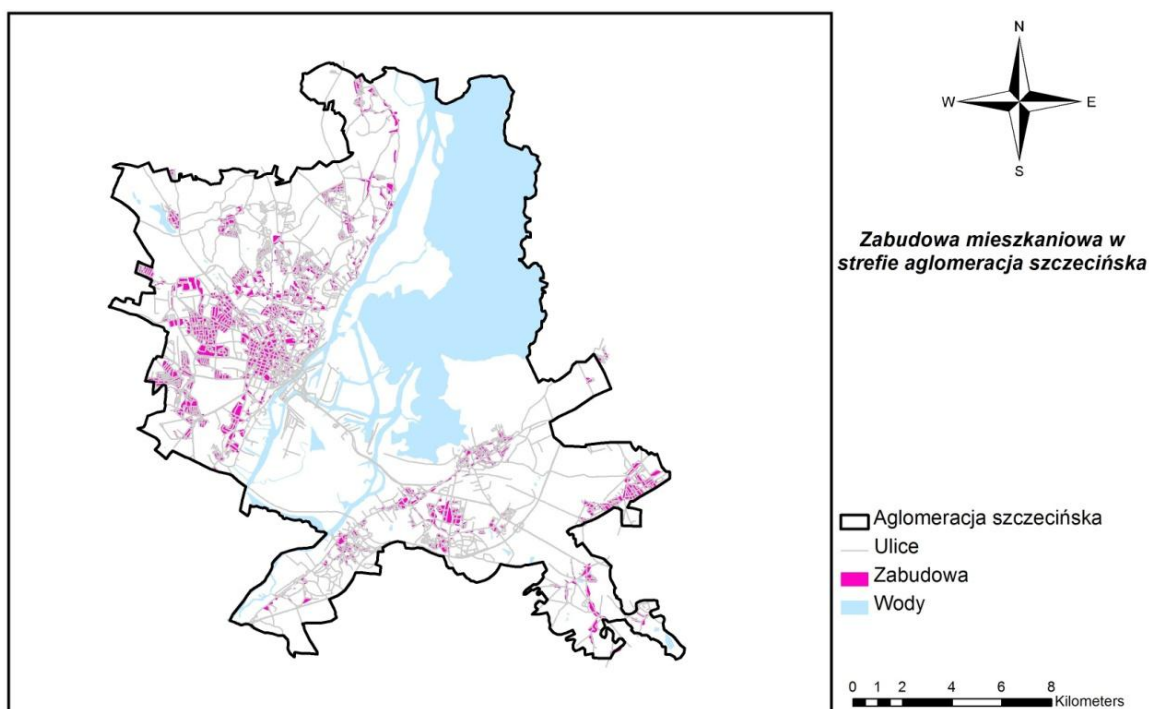 N
W E
S
Zabudowa mieszkaniowa w
strefie aglomeracja szczecińska
Aglomeracja szczecińska
Ulice
Zabudowa
Wody
0 1 2 4 6 8
Kilometers